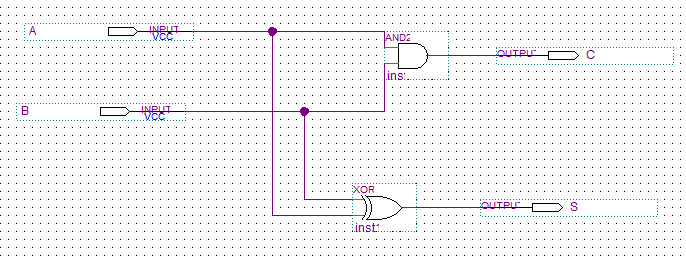 A
INPUT
VCC
AND2
OUTPUT
C
inst
B
INPUT
VCC
XOR
OUTPUT
S
inst